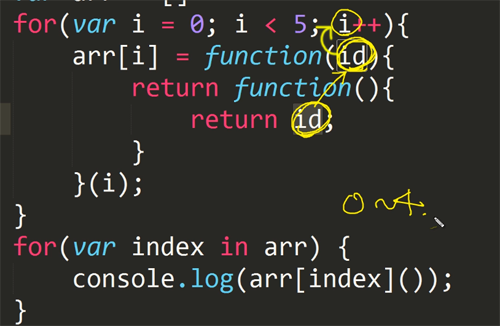 for(var i = 0; i < 5; i++){
arr[i] = function(id){
return function(){
return id;
}
}(i);
}
0~4.
for(var index in arr) {
console.log(arr[index]());
}